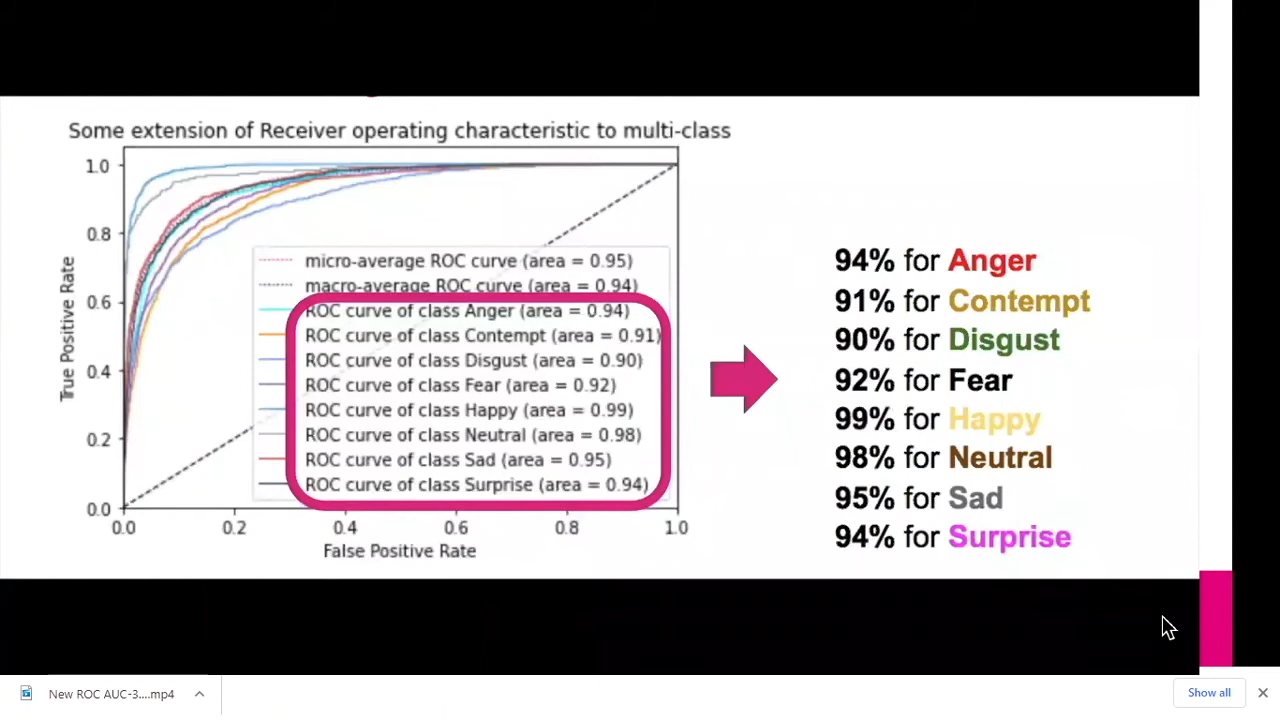 Some extension of Receiver operating characteristic to multi-class
True Positive Rate
1.0
0.8
0.6
0.4
0.2
0.0
micro-average ROC curve (area = 0.95)
macro-average ROC curve (area = 0.94)
ROC curve of class Anger (area = 0.94)
ROC curve of class Contempt (area = 0.91)
ROC curve of class Disgust (area = 0.90)
ROC curve of class Fear (area = 0.92)
ROC curve of class Happy (area = 0.99)
ROC curve of class Neutral (area = 0.98)
ROC curve of class Sad (area = 0.95)
ROC curve of class Surprise (area = 0.94)
0.0 0.2 0.4 0.6 0.8 1.0
False Positive Rate
94% for Anger
91% for Contempt
90% for Disgust
92% for Fear
99% for Happy
98% for Neutral
95% for Sad
94% for Surprise
New ROC AUC-3....mp4
Show all